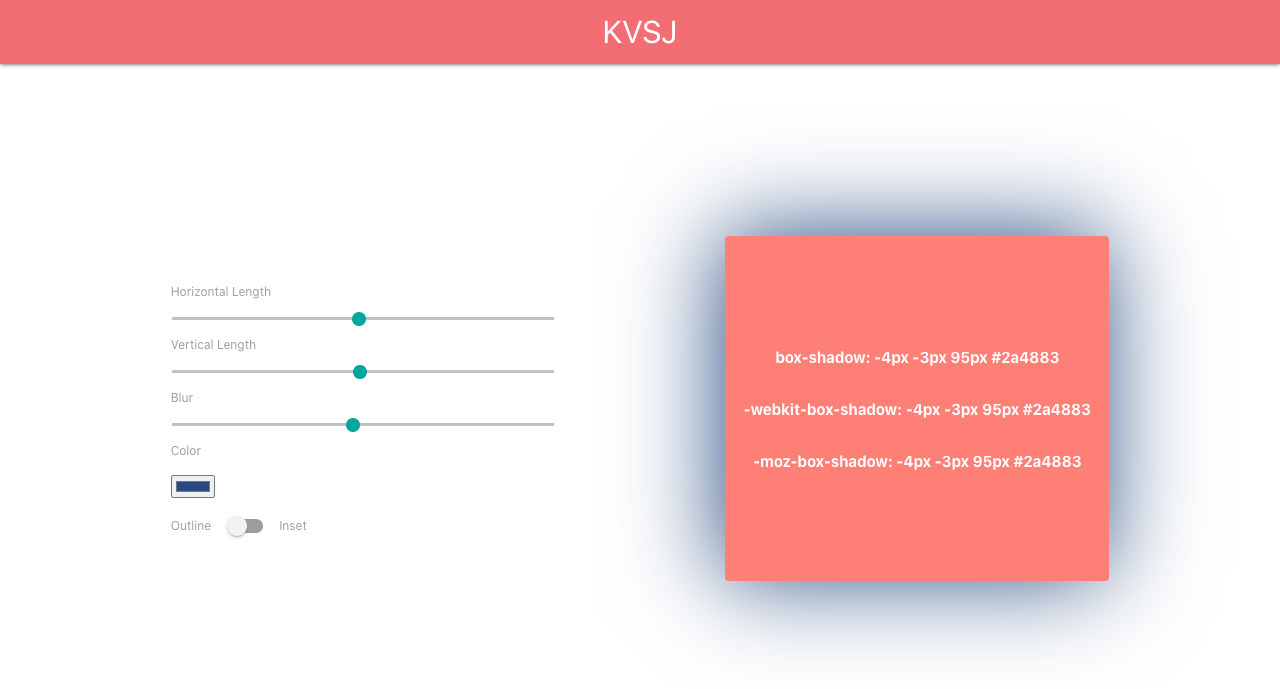 KVSJ
Horizontal Length
Vertical Length
Blur
Color
Outline Inset
box-shadow: -4px -3px 95px #2a4883
-webkit-box-shadow: -4px -3px 95px #2a4883
-moz-box-shadow: -4px -3px 95px #2a4883